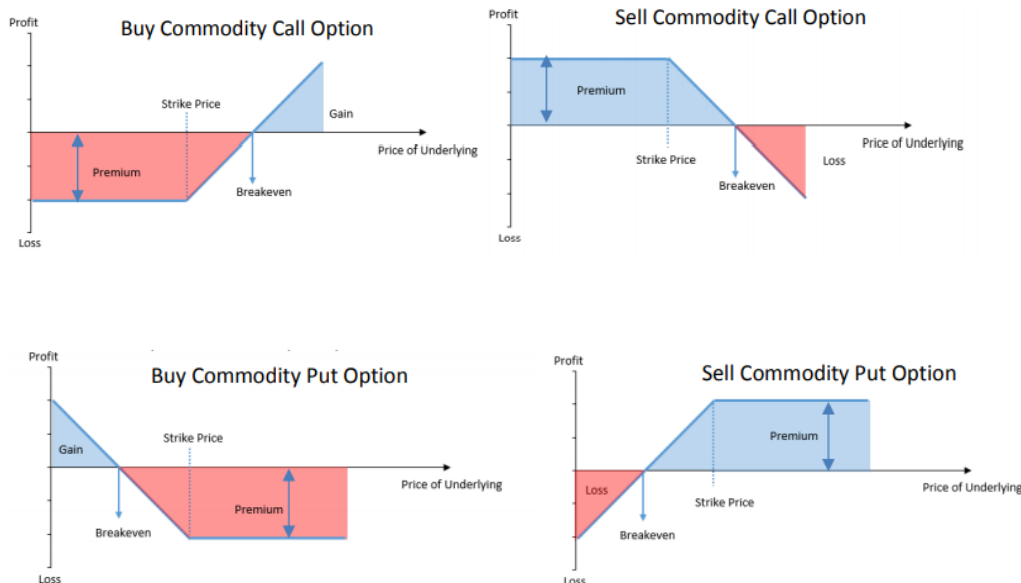 Profit
Buy Commodity Call Option
Strike Price
Gain
Price of Underlying
Premium
Breakeven
Loss
Profit
Sell Commodity Call Option
Premium
Price of Underlying
Strike Price
Loss
Breakeven
Loss
Profit
Buy Commodity Put Option
Strike Price
Gain
Price of Underlying
Premium
Breakeven
Loss
Profit
Sell Commodity Put Option
Premium
Loss
Price of Underlying
Strike Price
Breakeven
Loss